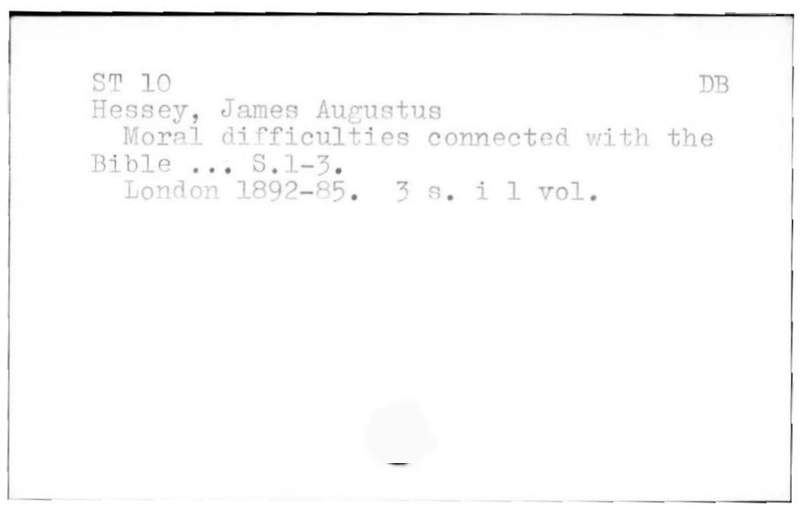 ST 10 DB
Hessey, James Augustus
Moral difficulties connected with the
Bible ... S.1-3.
London 1892-85. 3 s. i 1 vol.